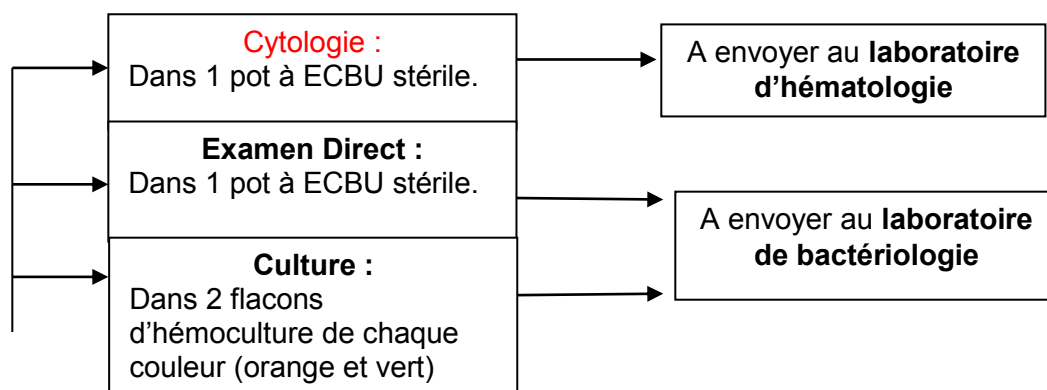 Cytologie :
Dans 1 pot à ECBU stérile.
A envoyer au laboratoire
d'hématologie
Examen Direct :
Dans 1 pot à ECBU stérile.
A envoyer au laboratoire
de bactériologie
Culture :
Dans 2 flacons
d'hémoculture de chaque
couleur (orange et vert)